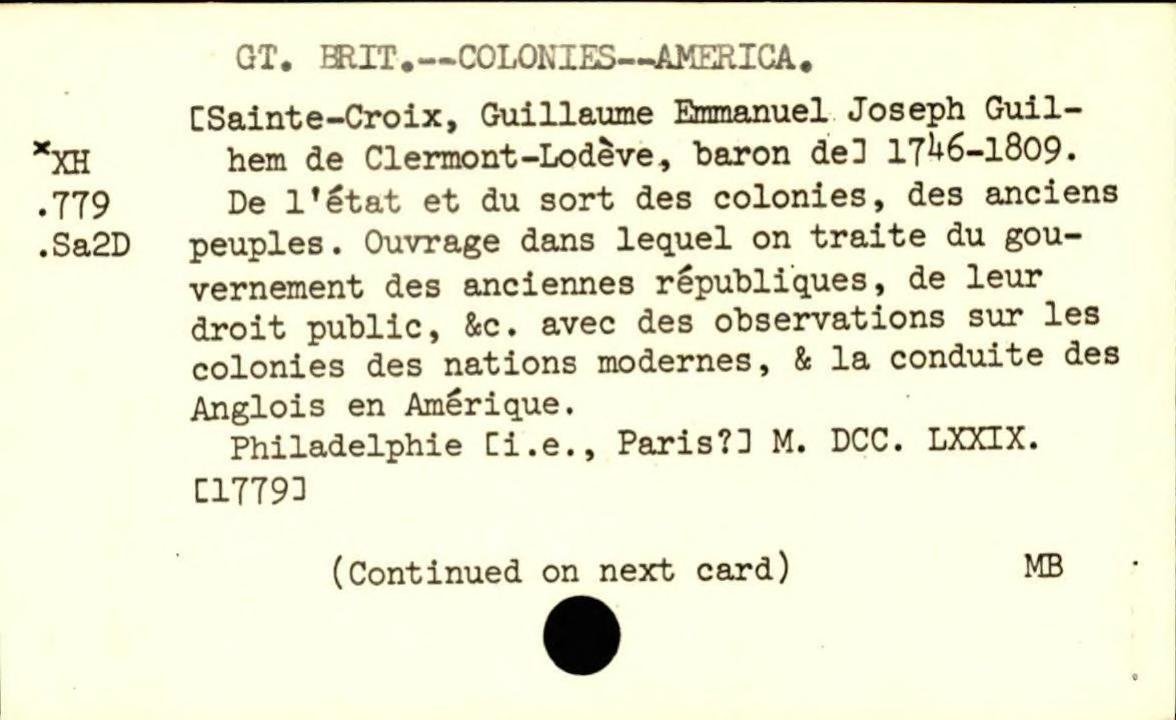 GT. BRIT.--COLONIES--AMERICA.
[Sainte-Croix, Guillaume Emmanuel Joseph Guil-
xXH hem de Clermont-Lodève, baron de] 1746-1809.
.779 De l'état et du sort des colonies, des anciens
.Sa2D peuples. Ouvrage dans lequel on traite du gou-
vernement des anciennes républiques, de leur
droit public, &c. avec des observations sur les
colonies des nations modernes, & la conduite des
Anglois en Amérique.
Philadelphie [i.e., Paris?] M. DCC. LXXIX.
[1779]
(Continued on next card) MB